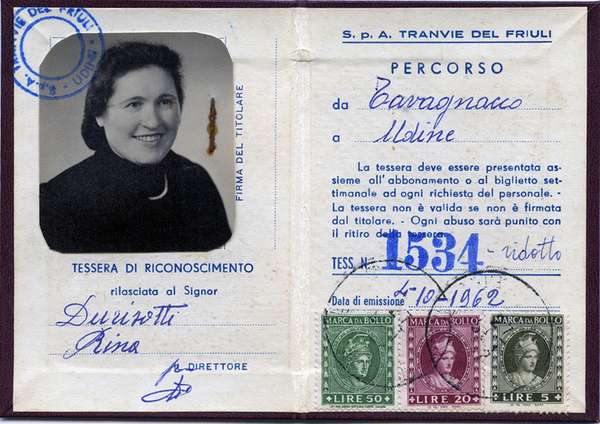 S.p.A. TRANVIE DEL FRIULI
UDINE
FIRMA DEL TITOLARE
TESSERA DI RICONOSCIMENTO
rilasciata al Signor
Durisotti
Rina
p. DIRETTORE
S. p. A. TRANVIE DEL FRIULI
PERCORSO
da Tavagnacco
a Udine
La tessera deve essere presentata as-
sieme all'abbonamento o al biglietto set-
timanale ad ogni richiesta del personale. -
La tessera non è valida se non è firmata
dal titolare. - Ogni abuso sarà punito con
il ritiro della tessera.
TESS. N. 1534 - ridotto
Data di emissione 5-10-1962
MARCA DA BOLLO
LIRE 50
MARCA DA BOLLO
LIRE 20
MARCA DA BOLLO
LIRE 5